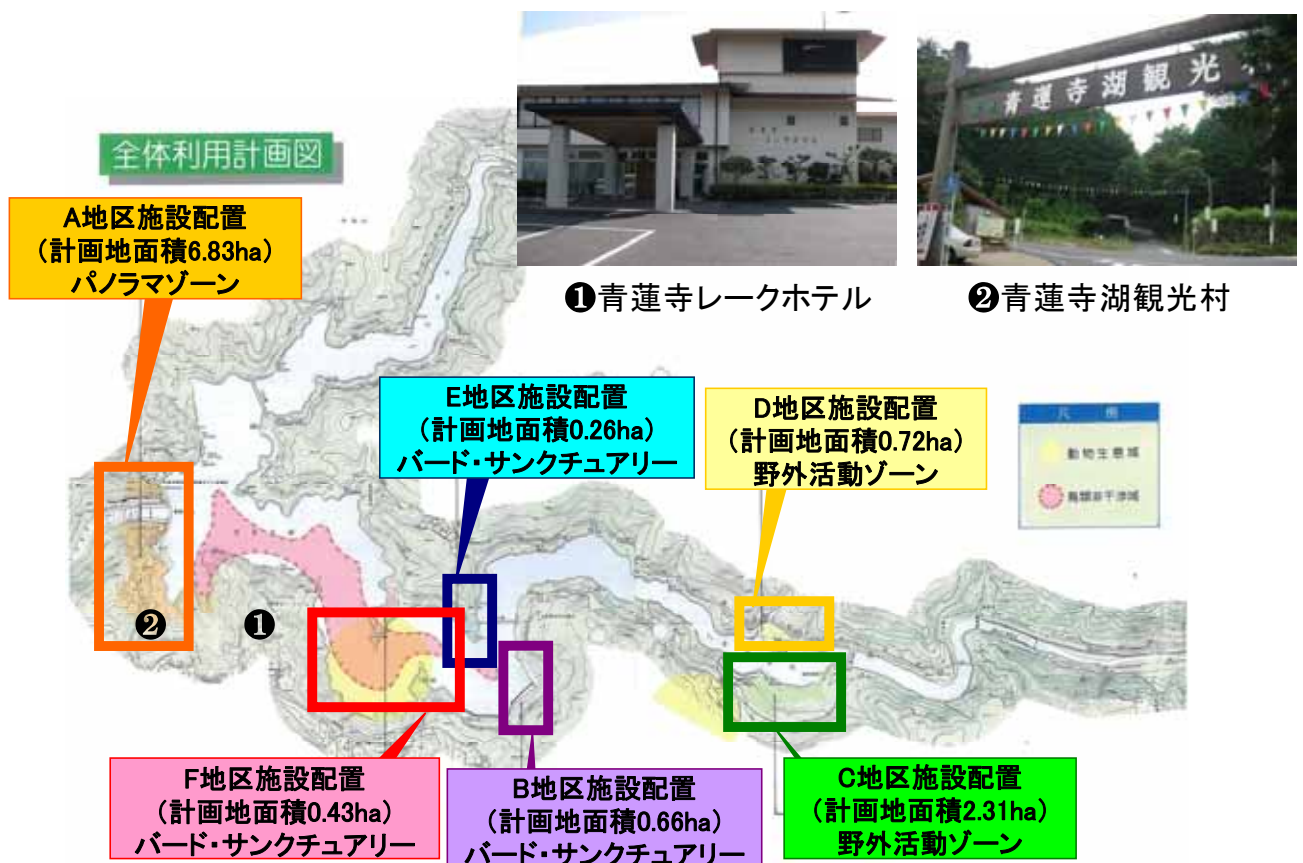 全体利用計画図
青蓮寺湖観光
❶青蓮寺レークホテル
❷青蓮寺湖観光村
A地区施設配置
(計画地面積6.83ha)
パノラマゾーン
E地区施設配置
(計画地面積0.26ha)
バード・サンクチュアリー
D地区施設配置
(計画地面積0.72ha)
野外活動ゾーン
凡例
動物生息域
鳥類非干渉域
❷
❶
F地区施設配置
(計画地面積0.43ha)
バード・サンクチュアリー
B地区施設配置
(計画地面積0.66ha)
バード・サンクチュアリー
C地区施設配置
(計画地面積2.31ha)
野外活動ゾーン